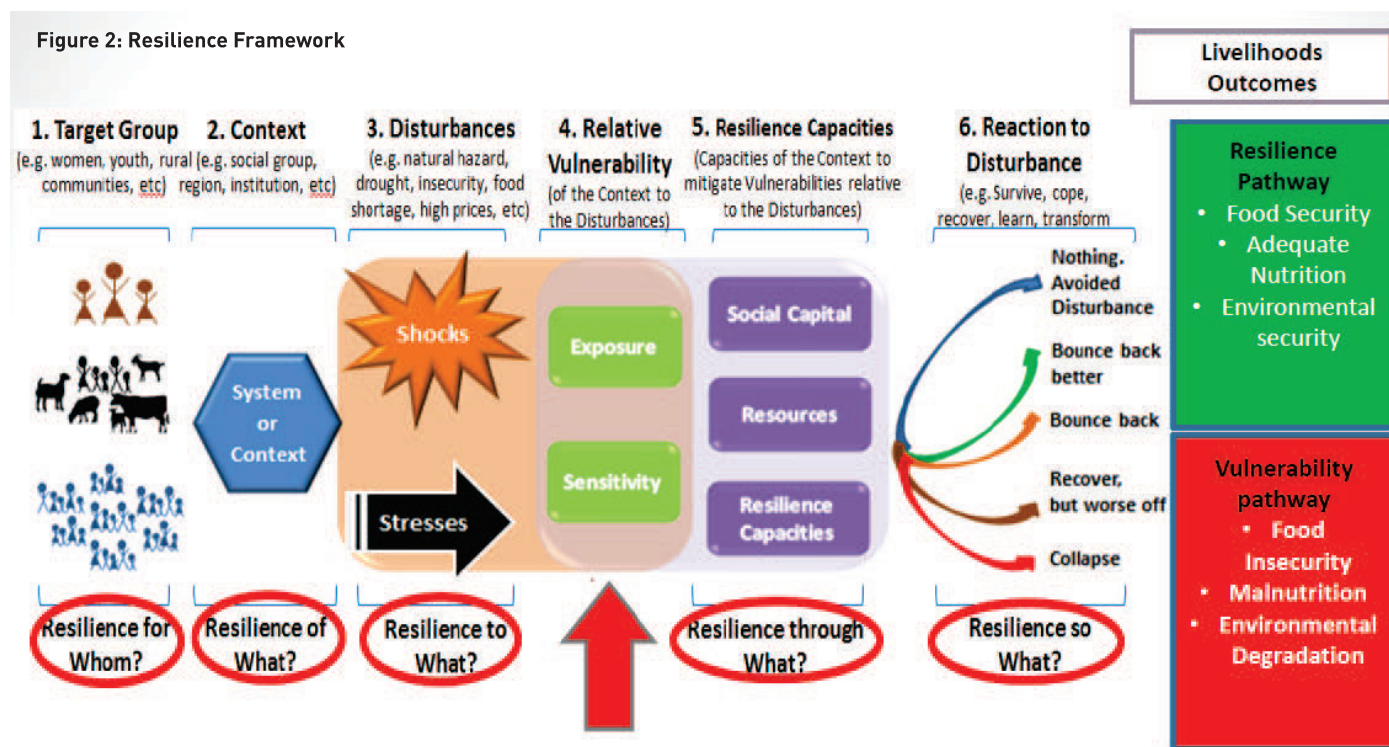 Figure 2: Resilience Framework
Livelihoods
Outcomes
1. Target Group
(e.g. women, youth, rural
communities, etc)
2. Context
(e.g. social group,
region, institution, etc)
3. Disturbances
(e.g. natural hazard,
drought, insecurity, food
shortage, high prices, etc)
4. Relative
Vulnerability
(of the Context to
the Disturbances)
5. Resilience Capacities
(Capacities of the Context to
mitigate Vulnerabilities relative
to the Disturbances)
6. Reaction to
Disturbance
(e.g. Survive, cope,
recover, learn, transform
System
or
Context
Shocks
Stresses
Exposure
Sensitivity
Social Capital
Resources
Resilience
Capacities
Nothing.
Avoided
Disturbance
Bounce back
better
Bounce back
Recover,
but worse off
Collapse
Resilience
Pathway
• Food Security
• Adequate
Nutrition
• Environmental
security
Vulnerability
pathway
• Food
Insecurity
• Malnutrition
• Environmental
Degradation
Resilience for
Whom?
Resilience of
What?
Resilience to
What?
Resilience through
What?
Resilience so
What?